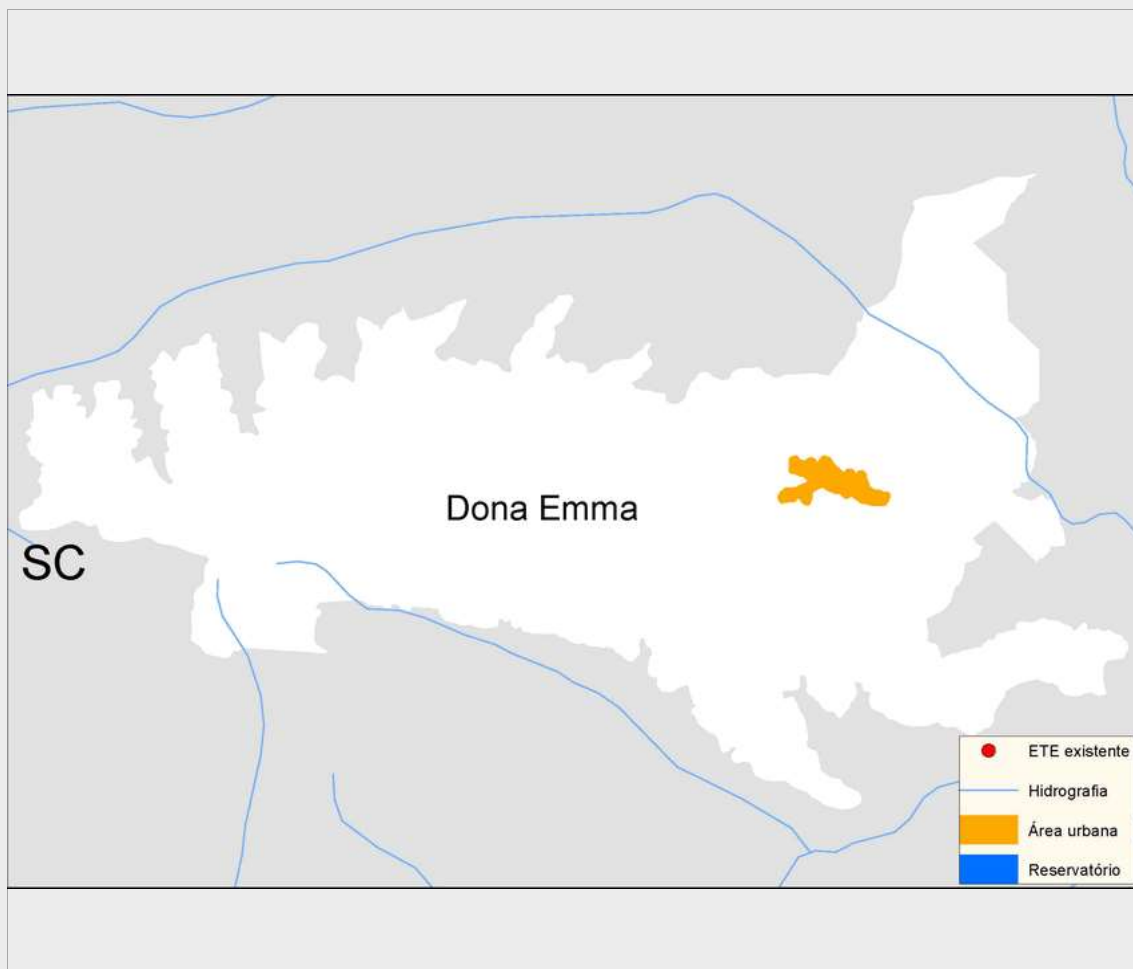 Dona Emma
SC
ETE existente
Hidrografia
Área urbana
Reservatório